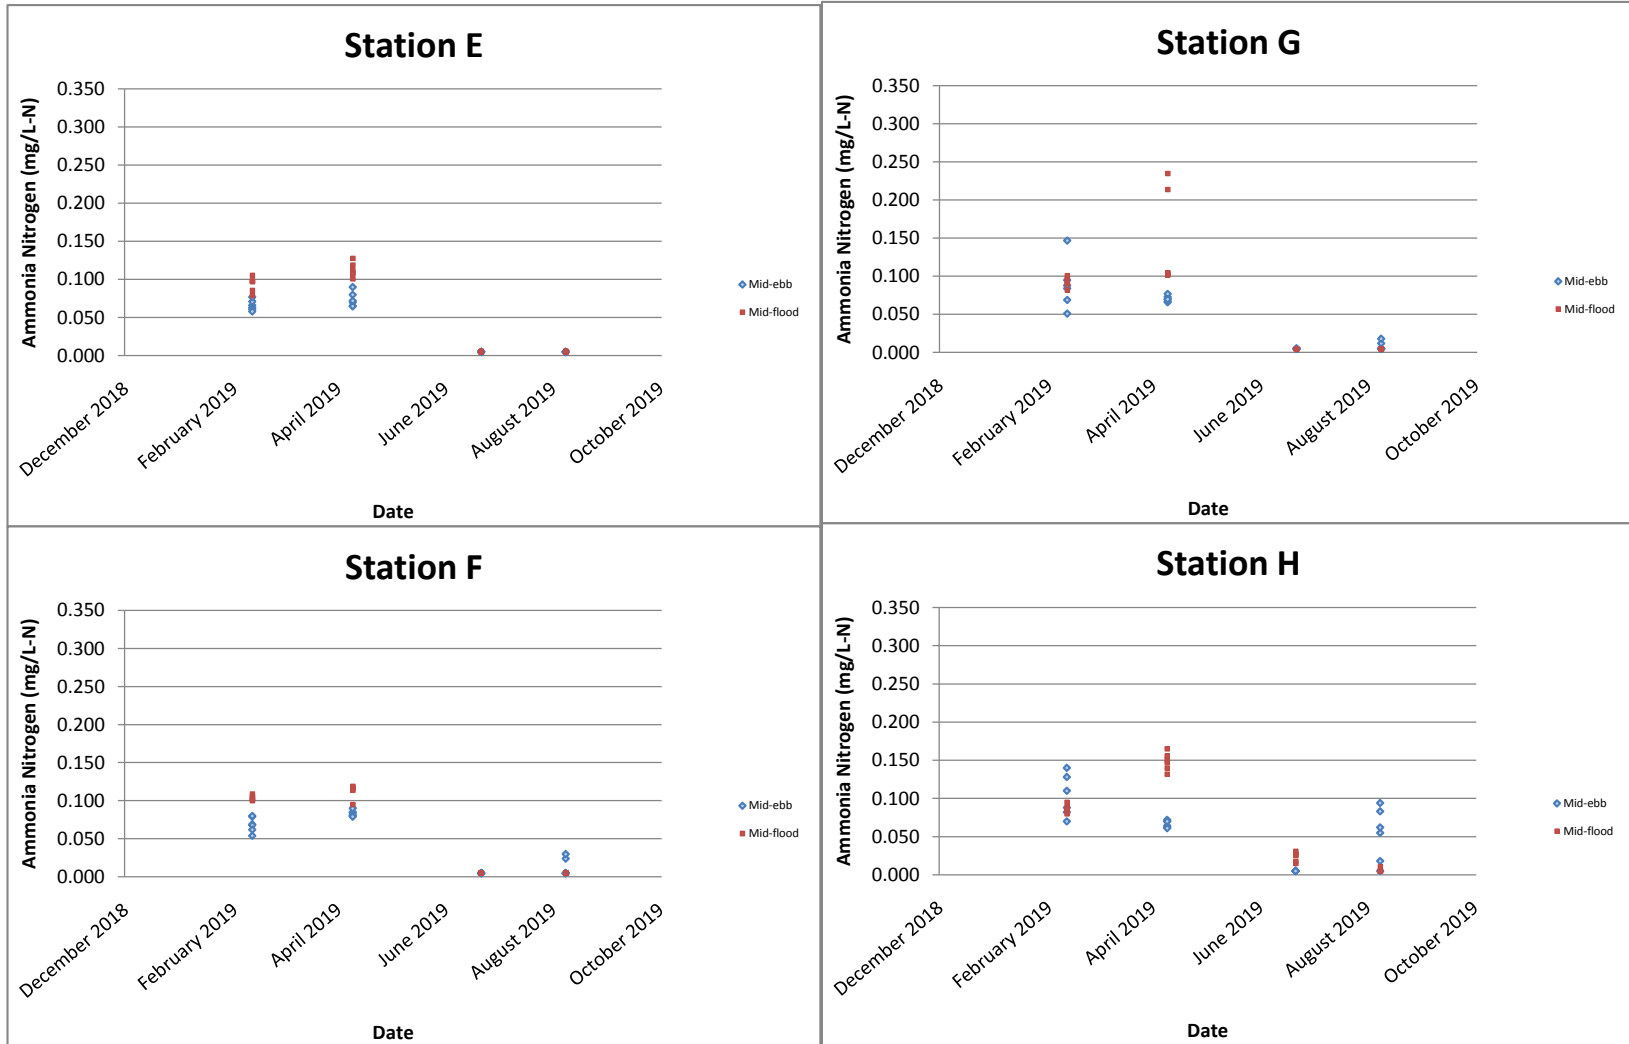 Station E
Ammonia Nitrogen (mg/L-N)
0.350
0.300
0.250
0.200
0.150
0.100
0.050
0.000
December 2018
February 2019
April 2019
June 2019
August 2019
October 2019
Date
Mid-ebb
Mid-flood
Station G
Ammonia Nitrogen (mg/L-N)
0.350
0.300
0.250
0.200
0.150
0.100
0.050
0.000
December 2018
February 2019
April 2019
June 2019
August 2019
October 2019
Date
Mid-ebb
Mid-flood
Station F
Ammonia Nitrogen (mg/L-N)
0.350
0.300
0.250
0.200
0.150
0.100
0.050
0.000
December 2018
February 2019
April 2019
June 2019
August 2019
October 2019
Date
Mid-ebb
Mid-flood
Station H
Ammonia Nitrogen (mg/L-N)
0.350
0.300
0.250
0.200
0.150
0.100
0.050
0.000
December 2018
February 2019
April 2019
June 2019
August 2019
October 2019
Date
Mid-ebb
Mid-flood